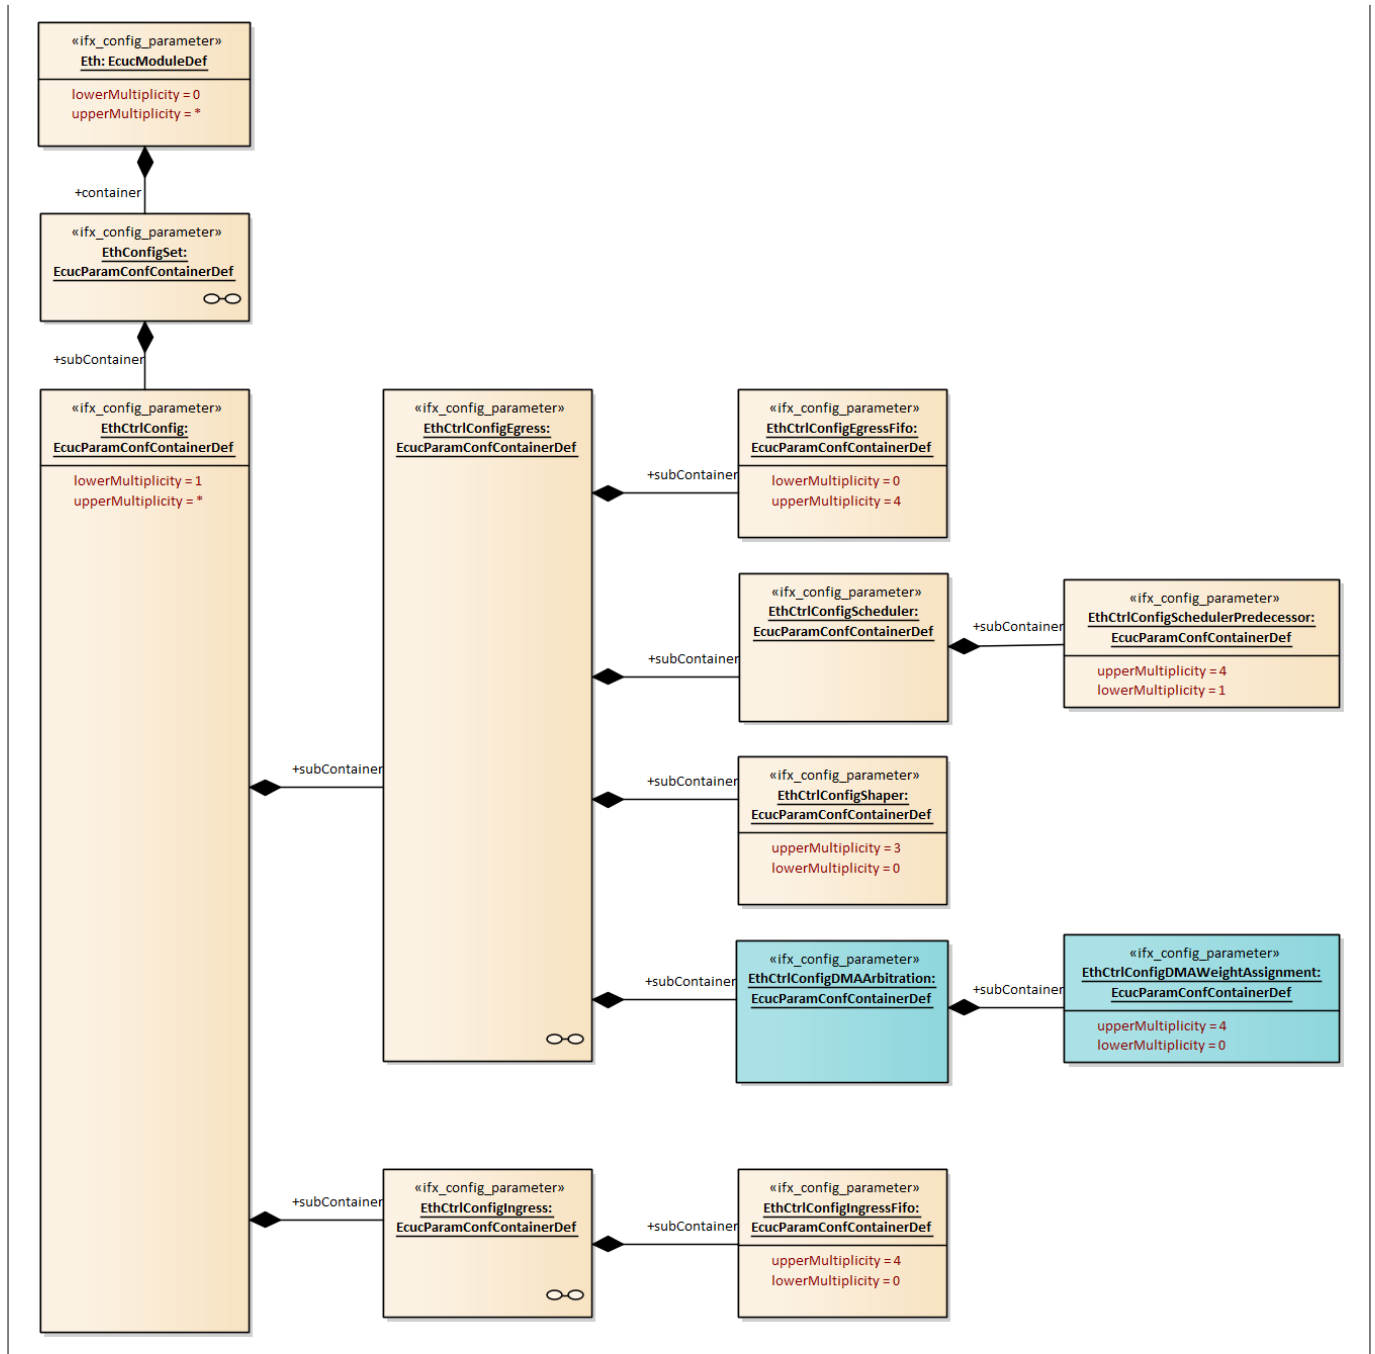 «ifx_config_parameter»
Eth: EcucModuleDef
lowerMultiplicity = 0
upperMultiplicity = *
+container
«ifx_config_parameter»
EthConfigSet:
EcucParamConfContainerDef
+subContainer
«ifx_config_parameter»
EthCtrlConfig:
EcucParamConfContainerDef
lowerMultiplicity = 1
upperMultiplicity = *
+subContainer
«ifx_config_parameter»
EthCtrlConfigEgress:
EcucParamConfContainerDef
+subContainer
«ifx_config_parameter»
EthCtrlConfigEgressFifo:
EcucParamConfContainerDef
lowerMultiplicity = 0
upperMultiplicity = 4
+subContainer
«ifx_config_parameter»
EthCtrlConfigScheduler:
EcucParamConfContainerDef
+subContainer
«ifx_config_parameter»
EthCtrlConfigSchedulerPredecessor:
EcucParamConfContainerDef
upperMultiplicity = 4
lowerMultiplicity = 1
+subContainer
«ifx_config_parameter»
EthCtrlConfigShaper:
EcucParamConfContainerDef
upperMultiplicity = 3
lowerMultiplicity = 0
+subContainer
«ifx_config_parameter»
EthCtrlConfigDMAArbitration:
EcucParamConfContainerDef
+subContainer
«ifx_config_parameter»
EthCtrlConfigDMAWeightAssignment:
EcucParamConfContainerDef
upperMultiplicity = 4
lowerMultiplicity = 0
+subContainer
«ifx_config_parameter»
EthCtrlConfigIngress:
EcucParamConfContainerDef
+subContainer
«ifx_config_parameter»
EthCtrlConfigIngressFifo:
EcucParamConfContainerDef
upperMultiplicity = 4
lowerMultiplicity = 0